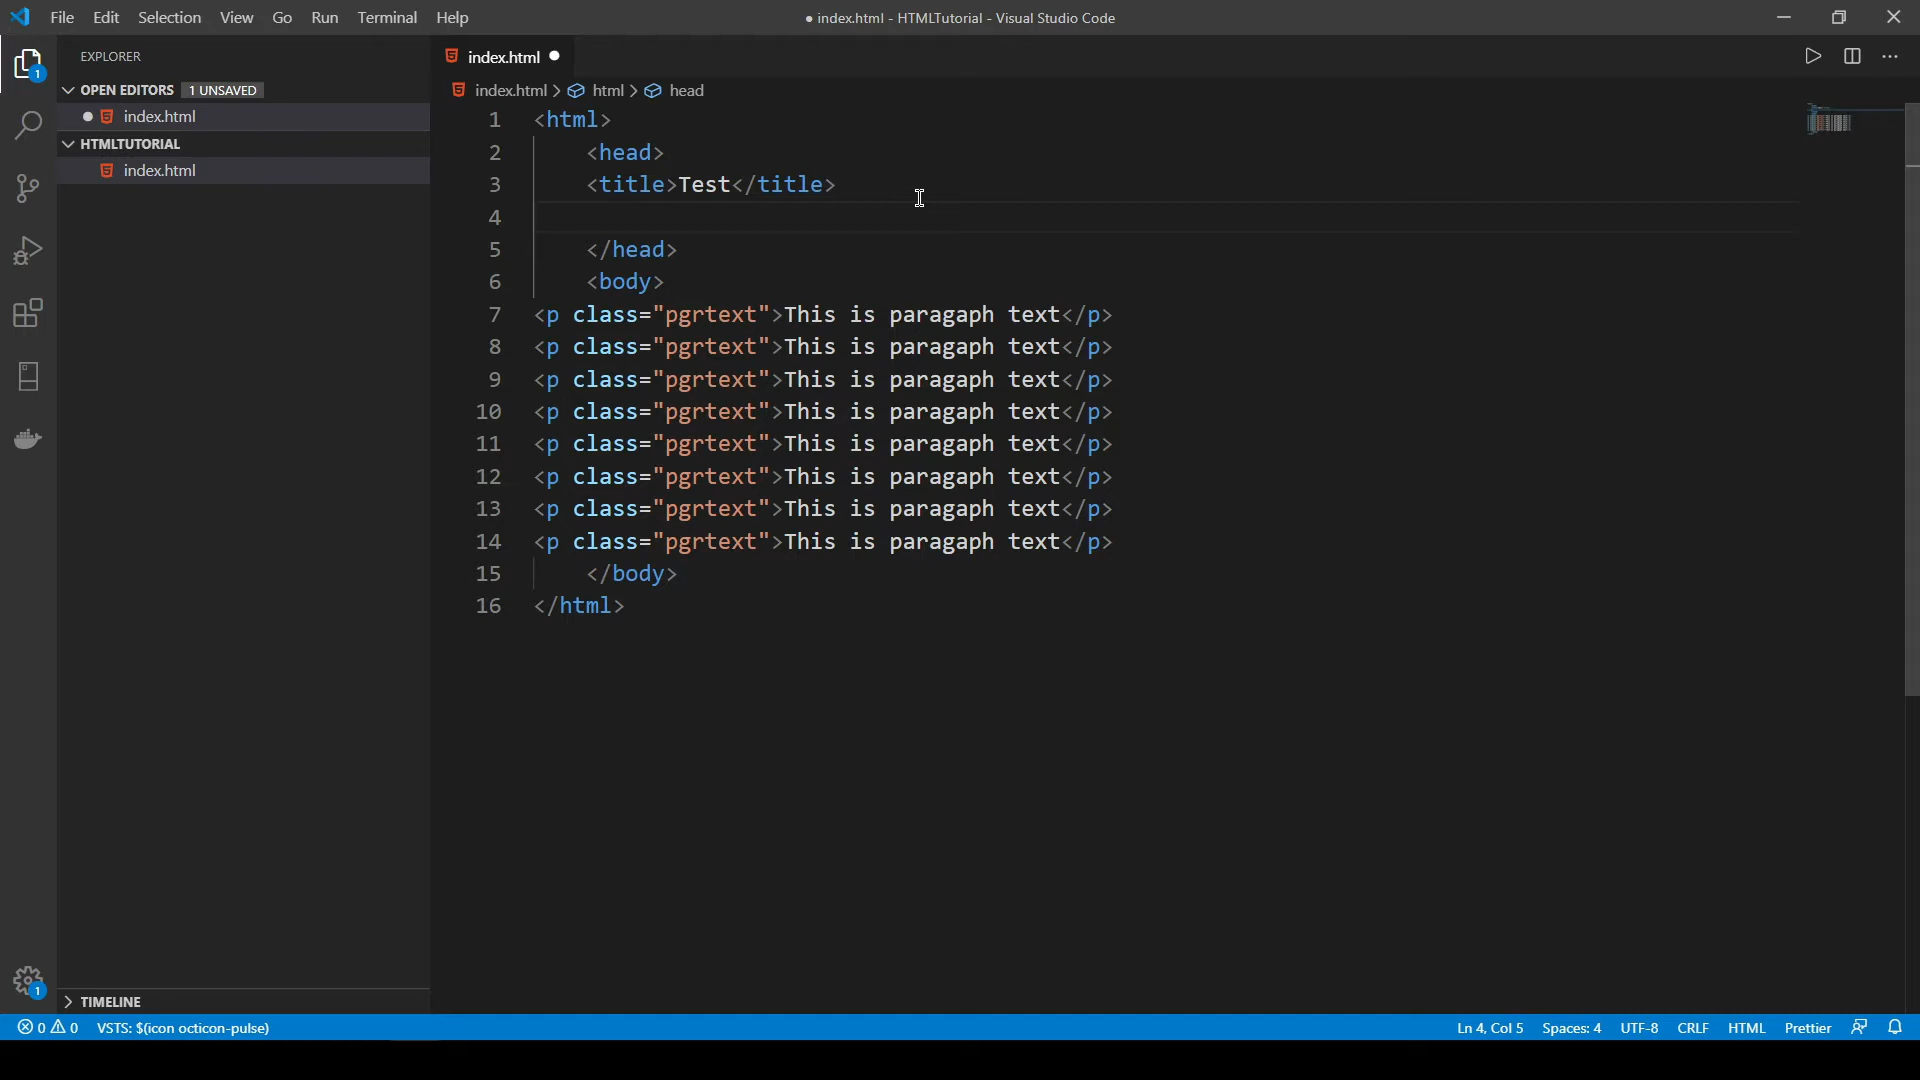 File Edit Selection View Go Run Terminal Help
● index.html - HTMLTutorial - Visual Studio Code
EXPLORER
OPEN EDITORS 1 UNSAVED
index.html
HTMLTUTORIAL
index.html
TIMELINE
1
1
index.html
index.html > html > head
1 <html>
2 <head>
3 <title>Test</title>
4
5 </head>
6 <body>
7 <p class="pgrtext">This is paragaph text</p>
8 <p class="pgrtext">This is paragaph text</p>
9 <p class="pgrtext">This is paragaph text</p>
10 <p class="pgrtext">This is paragaph text</p>
11 <p class="pgrtext">This is paragaph text</p>
12 <p class="pgrtext">This is paragaph text</p>
13 <p class="pgrtext">This is paragaph text</p>
14 <p class="pgrtext">This is paragaph text</p>
15 </body>
16 </html>
0 0 VSTS: $(icon octicon-pulse) Ln 4, Col 5 Spaces: 4 UTF-8 CRLF HTML Prettier